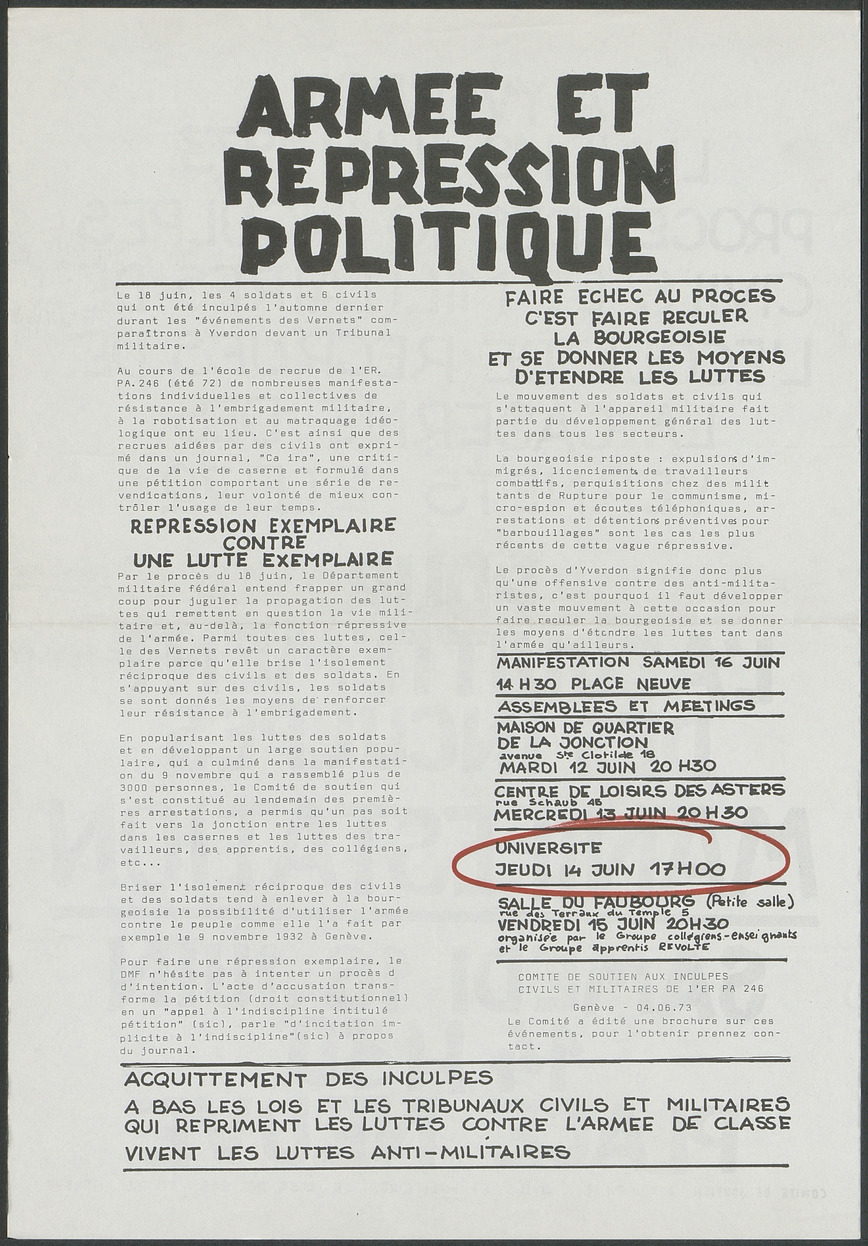 ARMEE ET
REPRESSION
POLITIQUE
Le 18 juin, les 4 soldats et 6 civils
qui ont été inculpés l'automne dernier
durant les "événements des Vernets" com-
paraîtrons à Yverdon devant un Tribunal
militaire.
Au cours de l'école de recrue de l'ER.
PA.246 (été 72) de nombreuses manifesta-
tions individuelles et collectives de
résistance à l'embrigadement militaire,
à la robotisation et au matraquage idéo-
logique ont eu lieu. C'est ainsi que des
recrues aidées par des civils ont expri-
mé dans un journal, "Ca ira", une criti-
que de la vie de caserne et formulé dans
une pétition comportant une série de re-
vendications, leur volonté de mieux con-
trôler l'usage de leur temps.
REPRESSION EXEMPLAIRE
CONTRE
UNE LUTTE EXEMPLAIRE
Par le procès du 18 juin, le Département
militaire fédéral entend frapper un grand
coup pour juguler la propagation des lut-
tes qui remettent en question la vie mili-
taire et, au-delà, la fonction répressive
de l'armée. Parmi toutes ces luttes, cel-
le des Vernets revêt un caractère exem-
plaire parce qu'elle brise l'isolement
réciproque des civils et des soldats. En
s'appuyant sur des civils, les soldats
se sont donnés les moyens de renforcer
leur résistance à l'embrigadement.
En popularisant les luttes des soldats
et en développant un large soutien popu-
laire, qui a culminé dans la manifestati-
on du 9 novembre qui a rassemblé plus de
3000 personnes, le Comité de soutien qui
s'est constitué au lendemain des premiè-
res arrestations, a permis qu'un pas soit
fait vers la jonction entre les luttes
dans les casernes et les luttes des tra-
vailleurs, des apprentis, des collégiens,
etc...
Briser l'isolement réciproque des civils
et des soldats tend à enlever à la bour-
geoisie la possibilité d'utiliser l'armée
contre le peuple comme elle l'a fait par
exemple le 9 novembre 1932 à Genève.
Pour faire une répression exemplaire, le
DMF n'hésite pas à intenter un procès d
d'intention. L'acte d'accusation trans-
forme la pétition (droit constitutionnel)
en un "appel à l'indiscipline intitulé
pétition" (sic), parle "d'incitation im-
plicite à l'indiscipline"(sic) à propos
du journal.
FAIRE ECHEC AU PROCES
C'EST FAIRE RECULER
LA BOURGEOISIE
ET SE DONNER LES MOYENS
D'ETENDRE LES LUTTES
Le mouvement des soldats et civils qui
s'attaquent à l'appareil militaire fait
partie du développement général des lut-
tes dans tous les secteurs.
La bourgeoisie riposte : expulsions d'im-
migrés, licenciements de travailleurs
combattifs, perquisitions chez des milit
tants de Rupture pour le communisme, mi-
cro-espion et écoutes téléphoniques, ar-
restations et détentions préventives pour
"barbouillages" sont les cas les plus
récents de cette vague répressive.
Le procès d'Yverdon signifie donc plus
qu'une offensive contre des anti-milita-
ristes, c'est pourquoi il faut développer
un vaste mouvement à cette occasion pour
faire reculer la bourgeoisie et se donner
les moyens d'étendre les luttes tant dans
l'armée qu'ailleurs.
MANIFESTATION SAMEDI 16 JUIN
14 H 30 PLACE NEUVE
ASSEMBLEES ET MEETINGS
MAISON DE QUARTIER
DE LA JONCTION
avenue Ste Clotilde 18
MARDI 12 JUIN 20 H30
CENTRE DE LOISIRS DES ASTERS
rue Schaub 45
MERCREDI 13 JUIN 20 H 30
UNIVERSITE
JEUDI 14 JUIN 17H00
SALLE DU FAUBOURG (Petite salle)
rue des Terraux du Temple 5
VENDREDI 15 JUIN 20H30
organisée par le Groupe collégiens-enseignants
et le Groupe apprentis REVOLTE
COMITE DE SOUTIEN AUX INCULPES
CIVILS ET MILITAIRES DE l'ER PA 246
Genève - 04.06.73
Le Comité a édité une brochure sur ces
événements, pour l'obtenir prennez con-
tact.
ACQUITTEMENT DES INCULPES
A BAS LES LOIS ET LES TRIBUNAUX CIVILS ET MILITAIRES
QUI REPRIMENT LES LUTTES CONTRE L'ARMEE DE CLASSE
VIVENT LES LUTTES ANTI-MILITAIRES